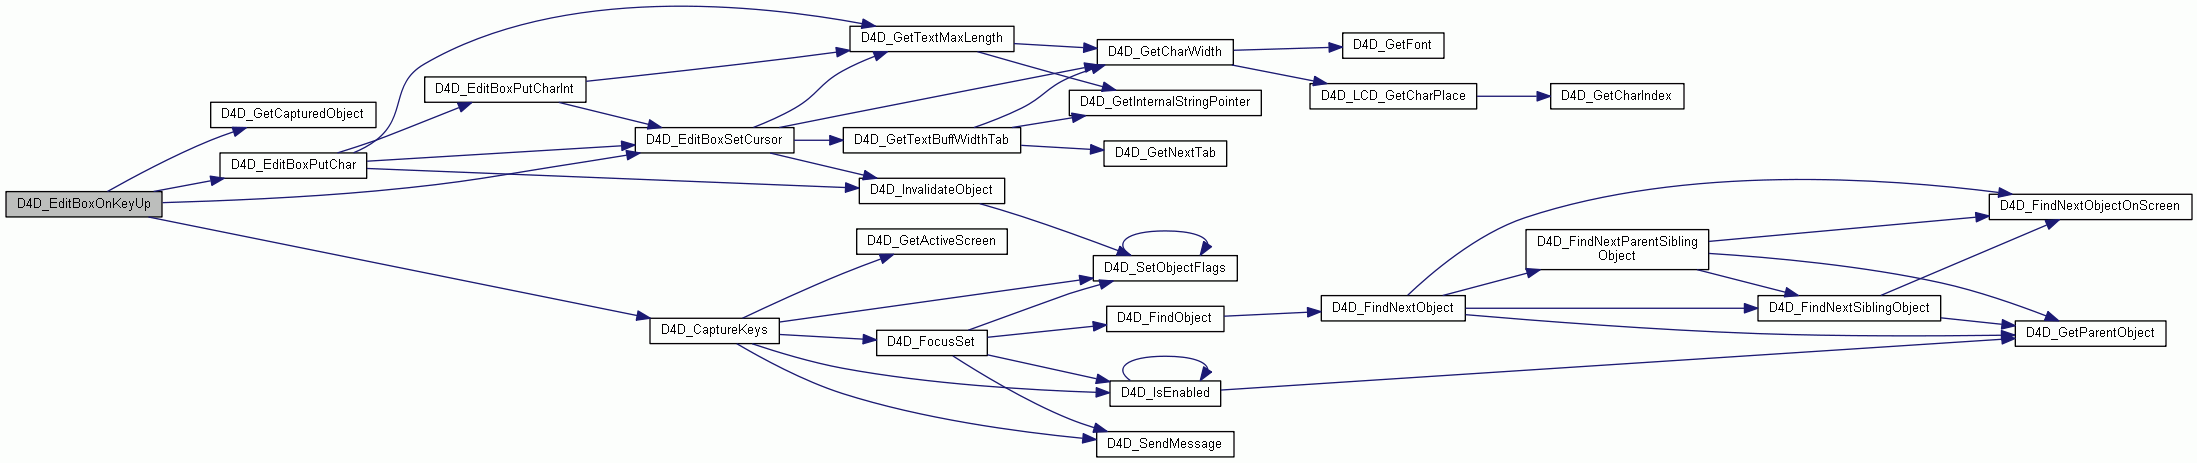 D4D_EditBoxOnKeyUp
D4D_GetCapturedObject
D4D_EditBoxPutChar
D4D_EditBoxPutCharInt
D4D_EditBoxSetCursor
D4D_CaptureKeys
D4D_GetTextMaxLength
D4D_GetTextBuffWidthTab
D4D_InvalidateObject
D4D_GetActiveScreen
D4D_FocusSet
D4D_GetCharWidth
D4D_GetInternalStringPointer
D4D_GetNextTab
D4D_SetObjectFlags
D4D_FindObject
D4D_IsEnabled
D4D_SendMessage
D4D_GetFont
D4D_LCD_GetCharPlace
D4D_FindNextObject
D4D_GetCharIndex
D4D_FindNextParentSibling
Object
D4D_FindNextSiblingObject
D4D_FindNextObjectOnScreen
D4D_GetParentObject